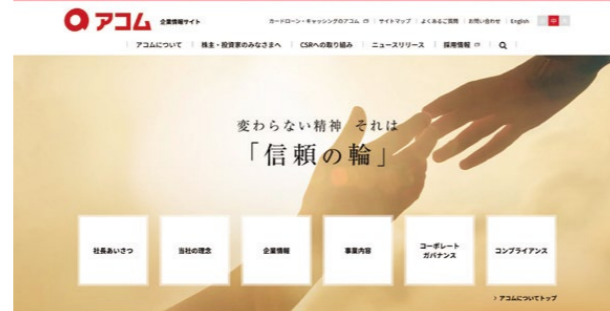 アコム 企業情報サイト
カードローン・キャッシングのアコム サイトマップ よくあるご質問 お問い合わせ English 中
アコムについて 株主・投資家のみなさまへ CSRへの取り組み ニュースリリース 採用情報
変わらない精神 それは
「信頼の輪」
社長あいさつ 当社の理念 企業情報 事業内容 コーポレート ガバナンス コンプライアンス
> アコムについてトップ